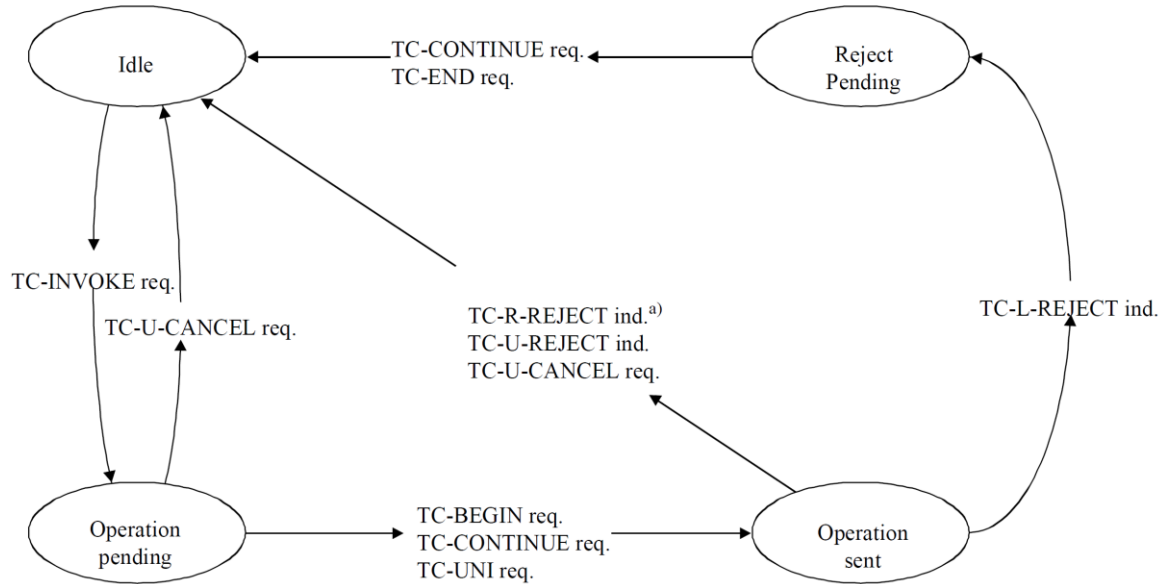 Idle
TC-CONTINUE req.
TC-END req.
Reject
Pending
TC-INVOKE req.
TC-U-CANCEL req.
TC-R-REJECT ind.a)
TC-U-REJECT ind.
TC-U-CANCEL req.
TC-L-REJECT ind.
Operation
pending
TC-BEGIN req.
TC-CONTINUE req.
TC-UNI req.
Operation
sent